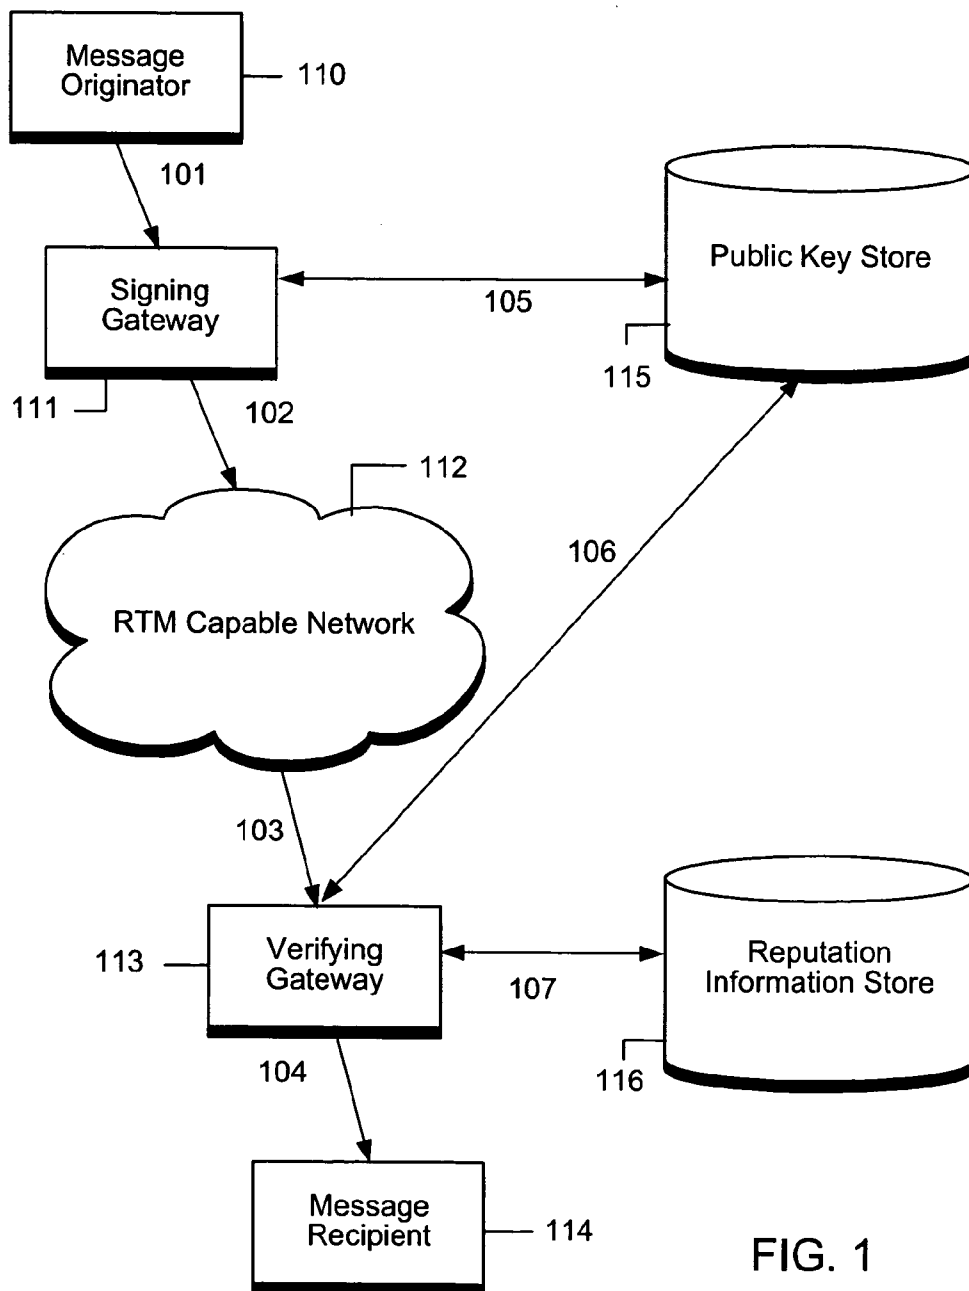 Message
Originator
110
101
Signing
Gateway
105
Public Key Store
115
111
102
112
106
RTM Capable Network
103
113
Verifying
Gateway
107
Reputation
Information Store
104
116
Message
Recipient
114
FIG. 1